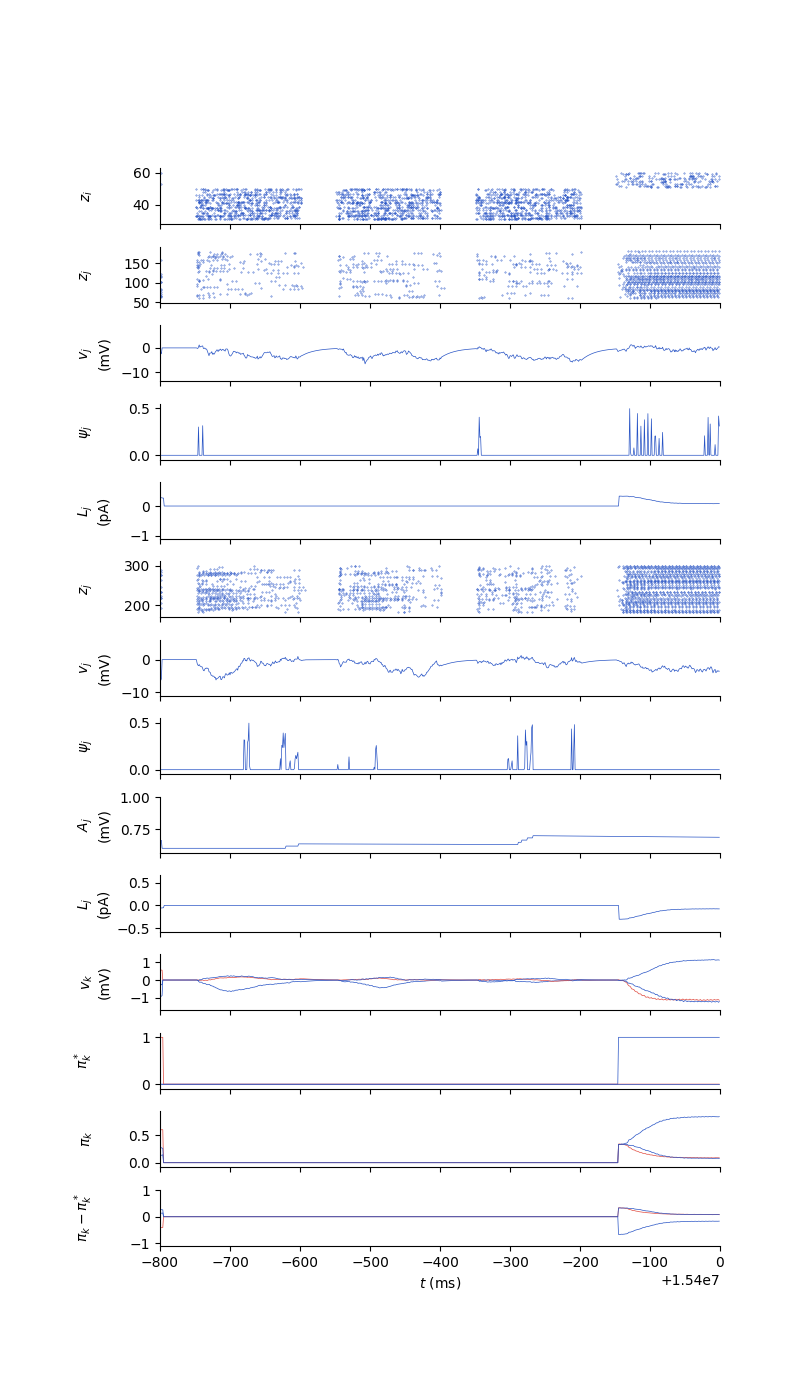 60
40
z_i
150
100
50
z_j
0
−10
v_j
(mV)
0.5
0.0
ψ_j
0
−1
L_j
(pA)
300
200
z_j
0
−10
v_j
(mV)
0.5
0.0
ψ_j
1.00
0.75
A_j
(mV)
0.5
0.0
−0.5
L_j
(pA)
1
0
−1
v_k
(mV)
1
0
π_k^*
0.5
0.0
π_k
1
0
−1
π_k − π_k^*
−800 −700 −600 −500 −400 −300 −200 −100 0
t (ms)
+1.54e7